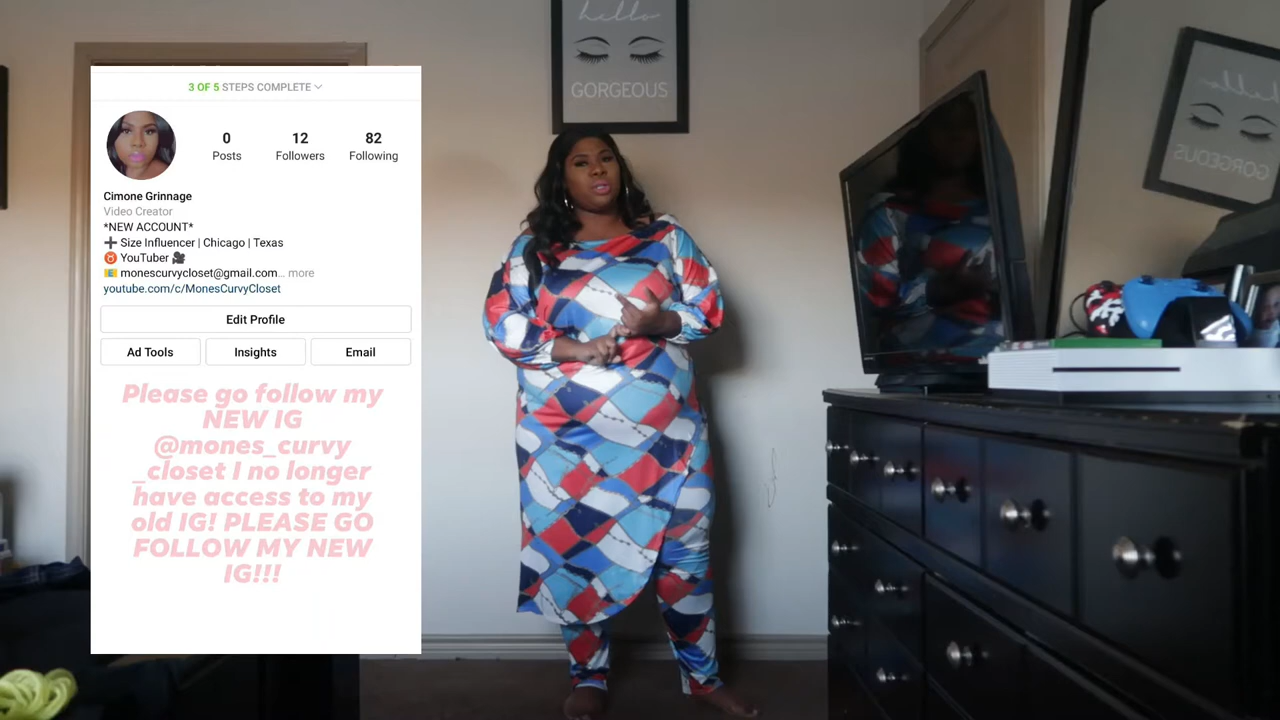 3 OF 5 STEPS COMPLETE
0 12 82
Posts Followers Following
Cimone Grinnage
Video Creator
*NEW ACCOUNT*
➕ Size Influencer | Chicago | Texas
♉ YouTuber 🎥
📧 monescurvycloset@gmail.com... more
youtube.com/c/MonesCurvyCloset
Edit Profile
Ad Tools Insights Email
Please go follow my
NEW IG
@mones_curvy
_closet I no longer
have access to my
old IG! PLEASE GO
FOLLOW MY NEW
IG!!!
hello
GORGEOUS
hello
GORGEOUS